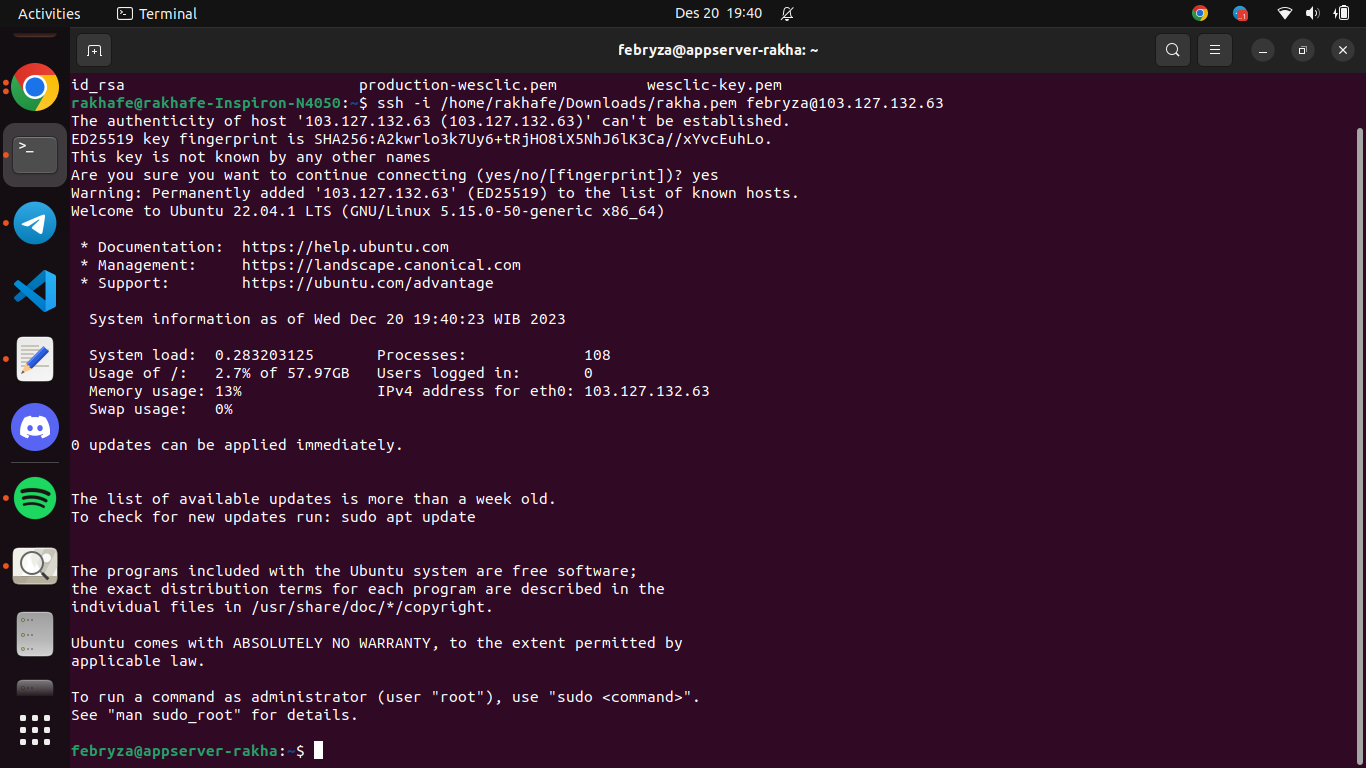 Activities
Terminal
Des 20 19:40
febryza@appserver-rakha: ~
id_rsa production-wesclic.pem wesclic-key.pem
rakhafe@rakhafe-Inspiron-N4050:~$ ssh -i /home/rakhafe/Downloads/rakha.pem febryza@103.127.132.63
The authenticity of host '103.127.132.63 (103.127.132.63)' can't be established.
ED25519 key fingerprint is SHA256:A2kwrlo3k7Uy6+tRjHO8iX5NhJ6lK3Ca//xYvcEuhLo.
This key is not known by any other names
Are you sure you want to continue connecting (yes/no/[fingerprint])? yes
Warning: Permanently added '103.127.132.63' (ED25519) to the list of known hosts.
Welcome to Ubuntu 22.04.1 LTS (GNU/Linux 5.15.0-50-generic x86_64)
* Documentation: https://help.ubuntu.com
* Management: https://landscape.canonical.com
* Support: https://ubuntu.com/advantage
System information as of Wed Dec 20 19:40:23 WIB 2023
System load: 0.283203125 Processes: 108
Usage of /: 2.7% of 57.97GB Users logged in: 0
Memory usage: 13% IPv4 address for eth0: 103.127.132.63
Swap usage: 0%
0 updates can be applied immediately.
The list of available updates is more than a week old.
To check for new updates run: sudo apt update
The programs included with the Ubuntu system are free software;
the exact distribution terms for each program are described in the
individual files in /usr/share/doc/*/copyright.
Ubuntu comes with ABSOLUTELY NO WARRANTY, to the extent permitted by
applicable law.
To run a command as administrator (user "root"), use "sudo <command>".
See "man sudo_root" for details.
febryza@appserver-rakha:~$